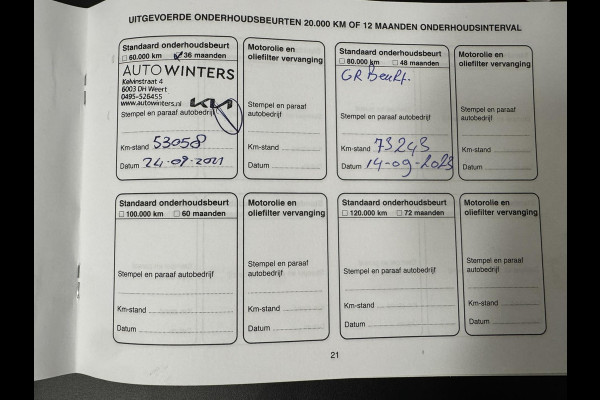 UITGEVOERDE ONDERHOUDSBEURTEN 20.000 KM OF 12 MAANDEN ONDERHOUDSINTERVAL
Standaard onderhoudsbeurt
60.000 km 36 maanden
AUTO WINTERS
Kelvinstraat 4
6003 DH Weert
0495-526455
www.autowinters.nl
KIA
Stempel en paraaf autobedrijf
Km-stand 53058
Datum 24-09-2021
Motorolie en
oliefilter vervanging
Stempel en paraaf
autobedrijf
Km-stand
Datum
Standaard onderhoudsbeurt
80.000 km 48 maanden
GR Beurt.
Stempel en paraaf autobedrijf
Km-stand 73243
Datum 14-09-2023
Motorolie en
oliefilter vervanging
Stempel en paraaf
autobedrijf
Km-stand
Datum
Standaard onderhoudsbeurt
100.000 km 60 maanden
Stempel en paraaf autobedrijf
Km-stand
Datum
Motorolie en
oliefilter vervanging
Stempel en paraaf
autobedrijf
Km-stand
Datum
Standaard onderhoudsbeurt
120.000 km 72 maanden
Stempel en paraaf autobedrijf
Km-stand
Datum
Motorolie en
oliefilter vervanging
Stempel en paraaf
autobedrijf
Km-stand
Datum
21